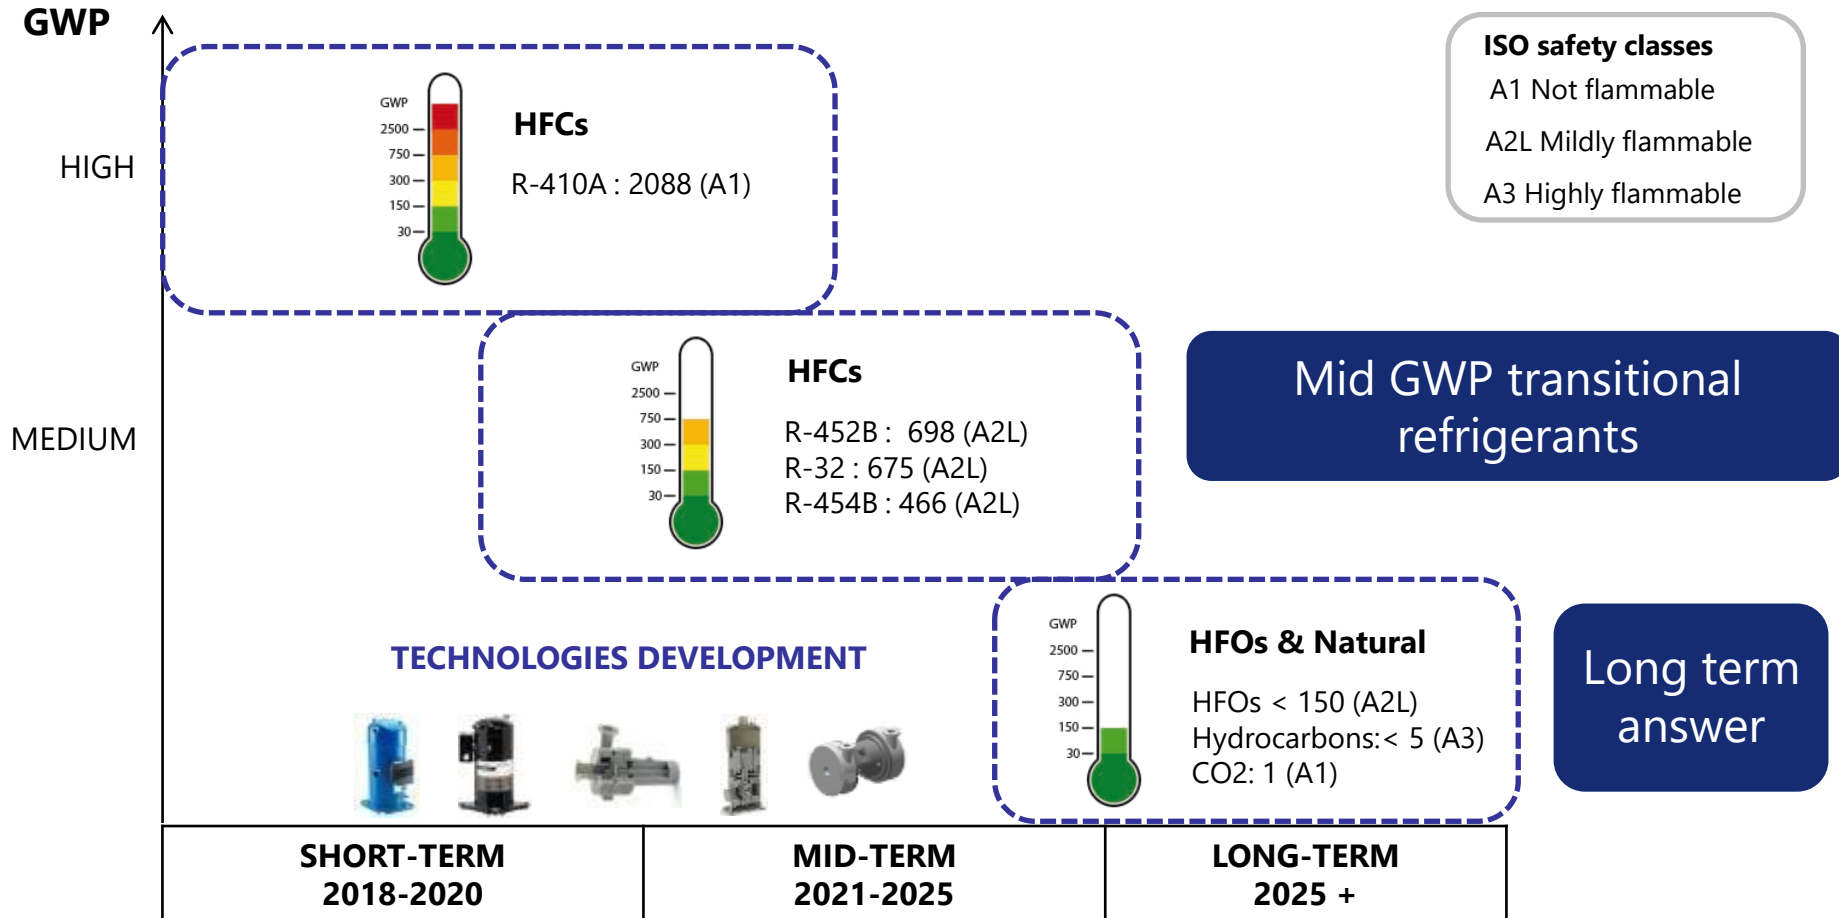 GWP
HIGH
MEDIUM
GWP
2500
750
300
150
30
HFCs
R-410A : 2088 (A1)
ISO safety classes
A1 Not flammable
A2L Mildly flammable
A3 Highly flammable
GWP
2500
750
300
150
30
HFCs
R-452B : 698 (A2L)
R-32 : 675 (A2L)
R-454B : 466 (A2L)
Mid GWP transitional
refrigerants
TECHNOLOGIES DEVELOPMENT
GWP
2500
750
300
150
30
HFOs & Natural
HFOs < 150 (A2L)
Hydrocarbons:< 5 (A3)
CO2: 1 (A1)
Long term
answer
SHORT-TERM
2018-2020
MID-TERM
2021-2025
LONG-TERM
2025 +